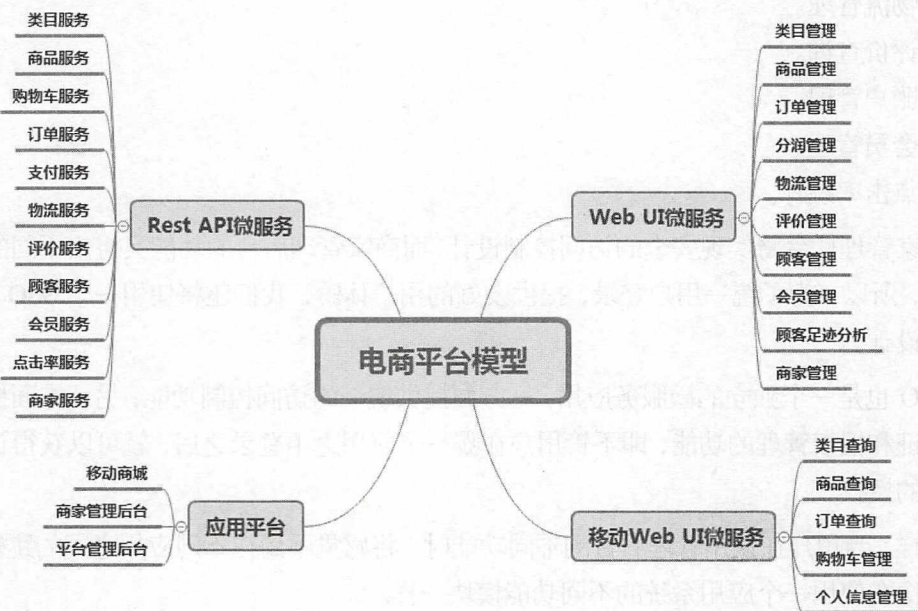 电商平台模型
Rest API微服务
类目服务
商品服务
购物车服务
订单服务
支付服务
物流服务
评价服务
顾客服务
会员服务
点击率服务
商家服务
应用平台
移动商城
商家管理后台
平台管理后台
Web UI微服务
类目管理
商品管理
订单管理
分润管理
物流管理
评价管理
顾客管理
会员管理
顾客足迹分析
商家管理
移动Web UI微服务
类目查询
商品查询
订单查询
购物车管理
个人信息管理